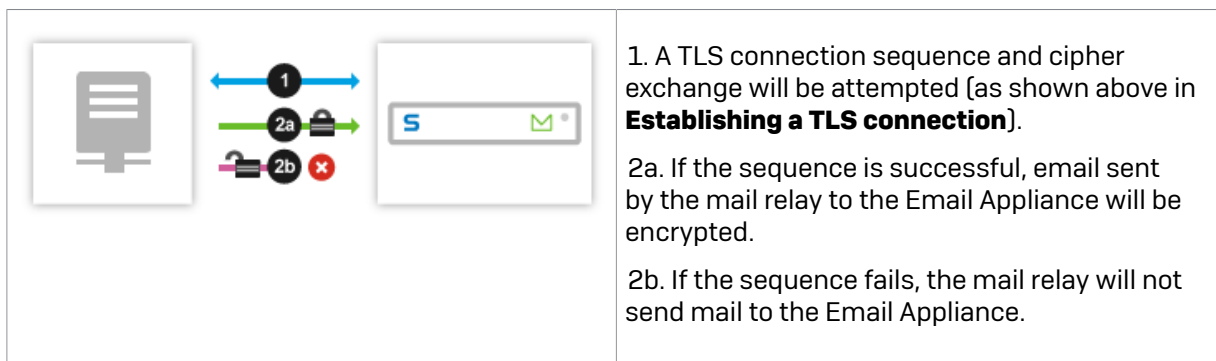 1
2a
2b
S
1. A TLS connection sequence and cipher
exchange will be attempted (as shown above in
Establishing a TLS connection).
2a. If the sequence is successful, email sent
by the mail relay to the Email Appliance will be
encrypted.
2b. If the sequence fails, the mail relay will not
send mail to the Email Appliance.